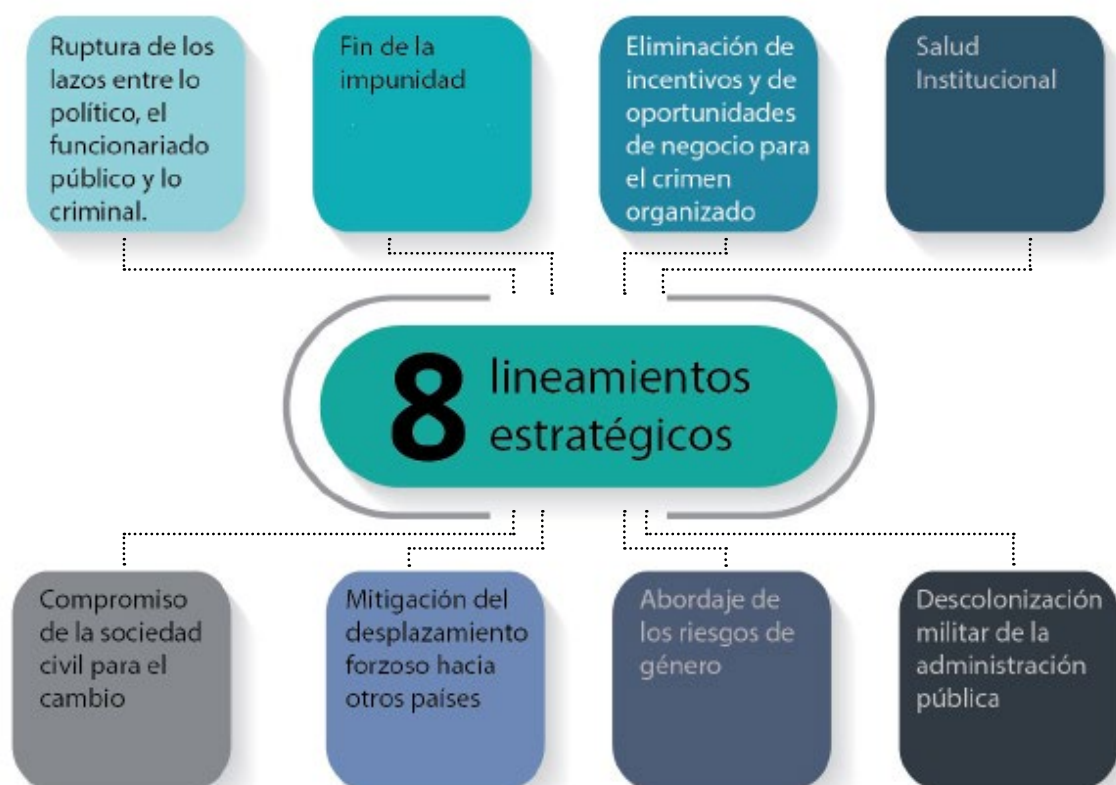 Ruptura de los
lazos entre lo
político, el
funcionariado
público y lo
criminal.
Fin de la
impunidad
Eliminación de
incentivos y de
oportunidades
de negocio para
el crimen
organizado
Salud
Institucional
8 lineamientos
estratégicos
Compromiso
de la sociedad
civil para el
cambio
Mitigación del
desplazamiento
forzoso hacia
otros países
Abordaje de
los riesgos de
género
Descolonización
militar de la
administración
pública